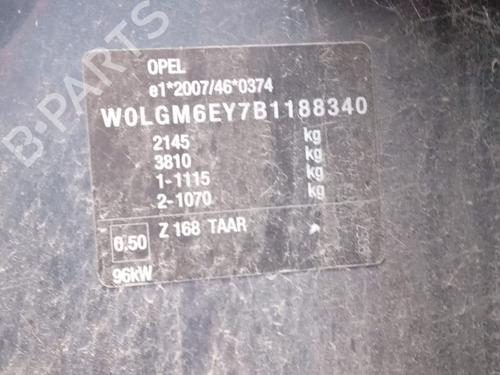 B-PARTS
OPEL
e1*2007/46*0374
W0LGM6EY7B1188340
2145 kg
3810 kg
1-1115 kg
2-1070 kg
0.50 Z 168 TAAR
96kW